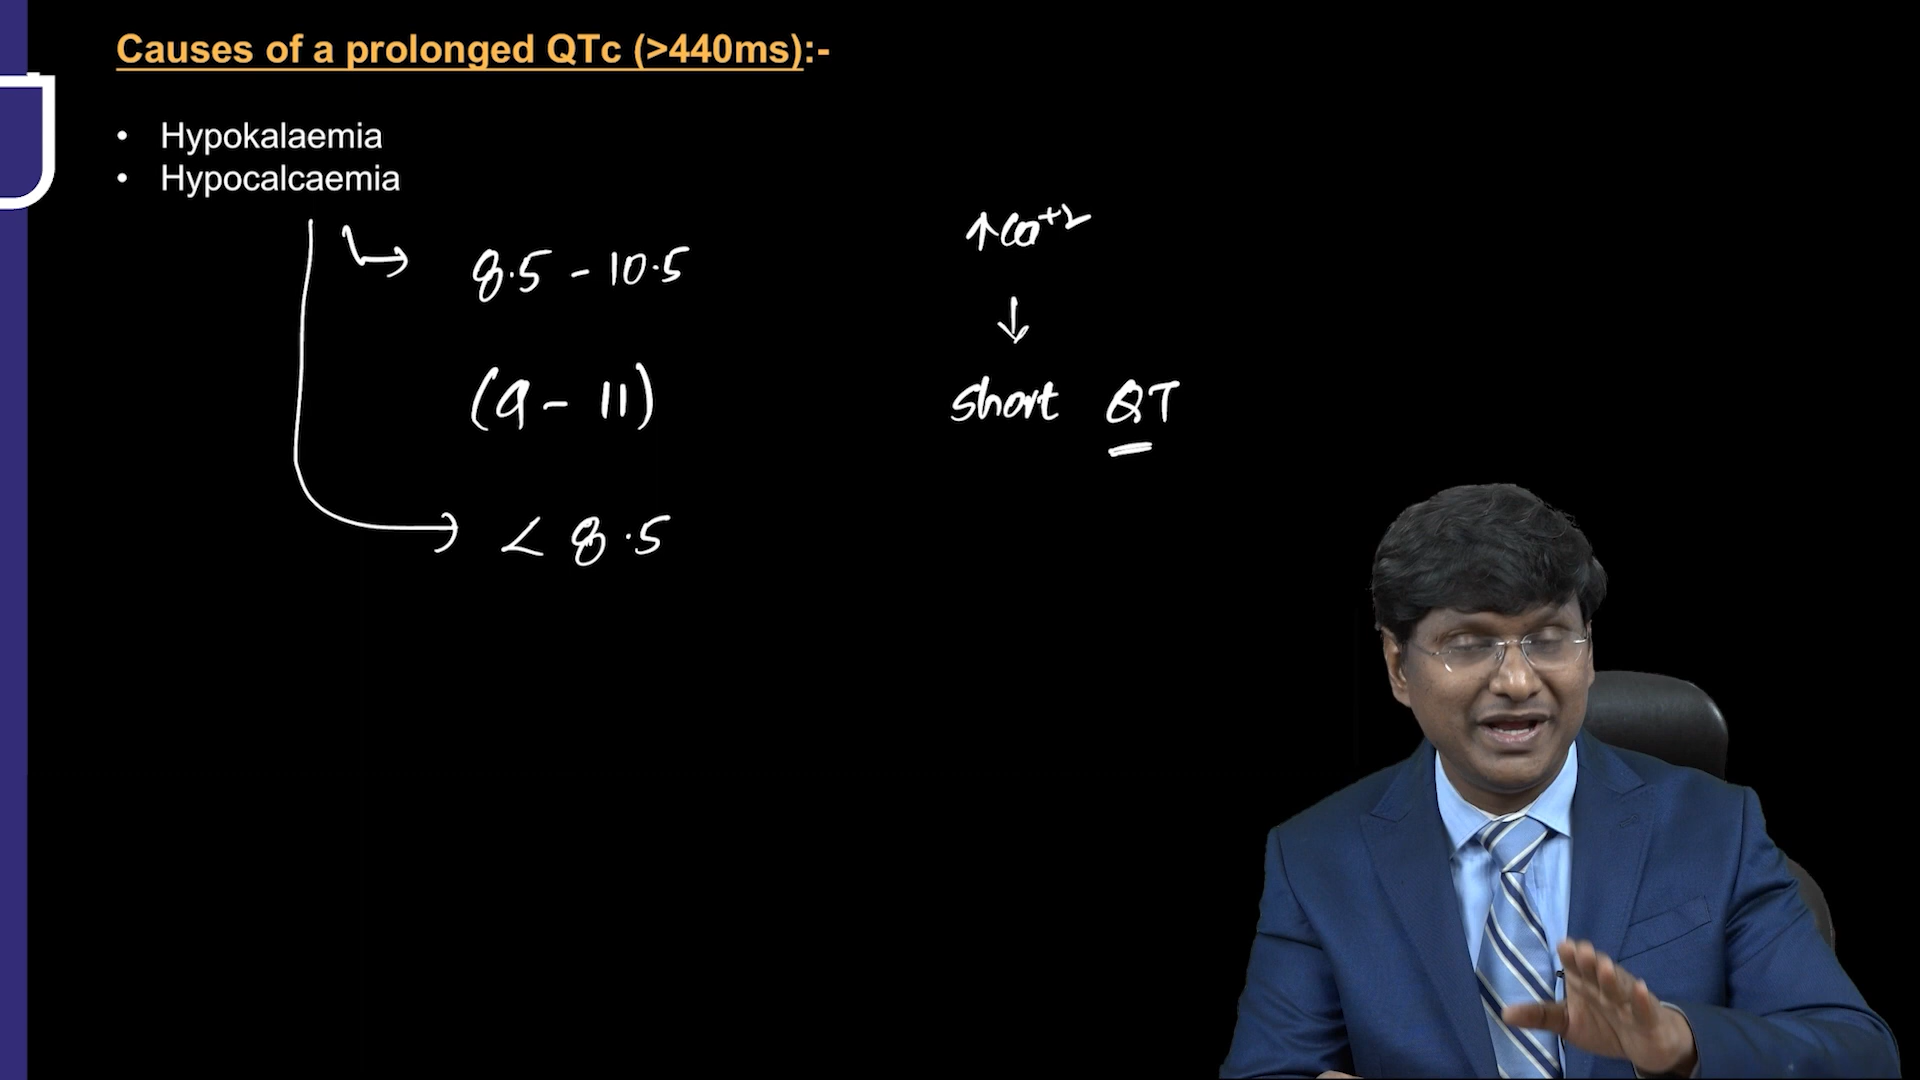 Causes of a prolonged QTc (>440ms):-
• Hypokalaemia
• Hypocalcaemia
8.5 - 10.5
(9 - 11)
< 8.5
↑Ca+2
↓
Short QT